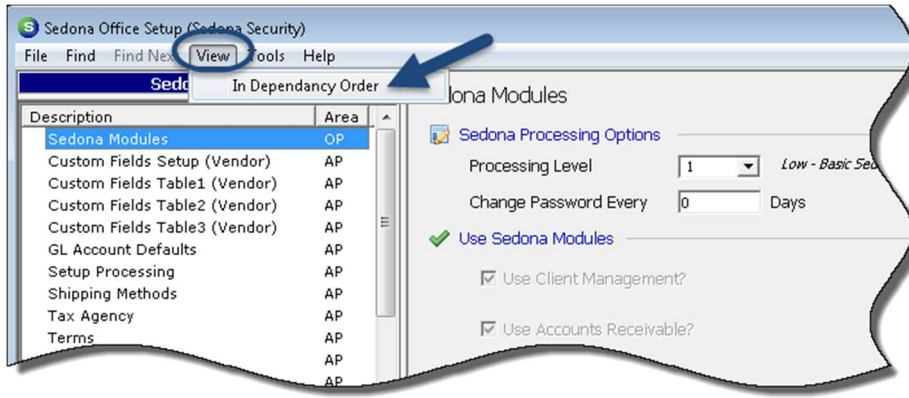 Sedona Office Setup (Sedona Security)
File Find Find Nex View Tools Help
Sedo
In Dependancy Order
dona Modules
Description Area
Sedona Modules OP
Custom Fields Setup (Vendor) AP
Custom Fields Table1 (Vendor) AP
Custom Fields Table2 (Vendor) AP
Custom Fields Table3 (Vendor) AP
GL Account Defaults AP
Setup Processing AP
Shipping Methods AP
Tax Agency AP
Terms AP
AP
AP
Sedona Processing Options
Processing Level 1 Low - Basic Sec
Change Password Every 0 Days
Use Sedona Modules
Use Client Management?
Use Accounts Receivable?